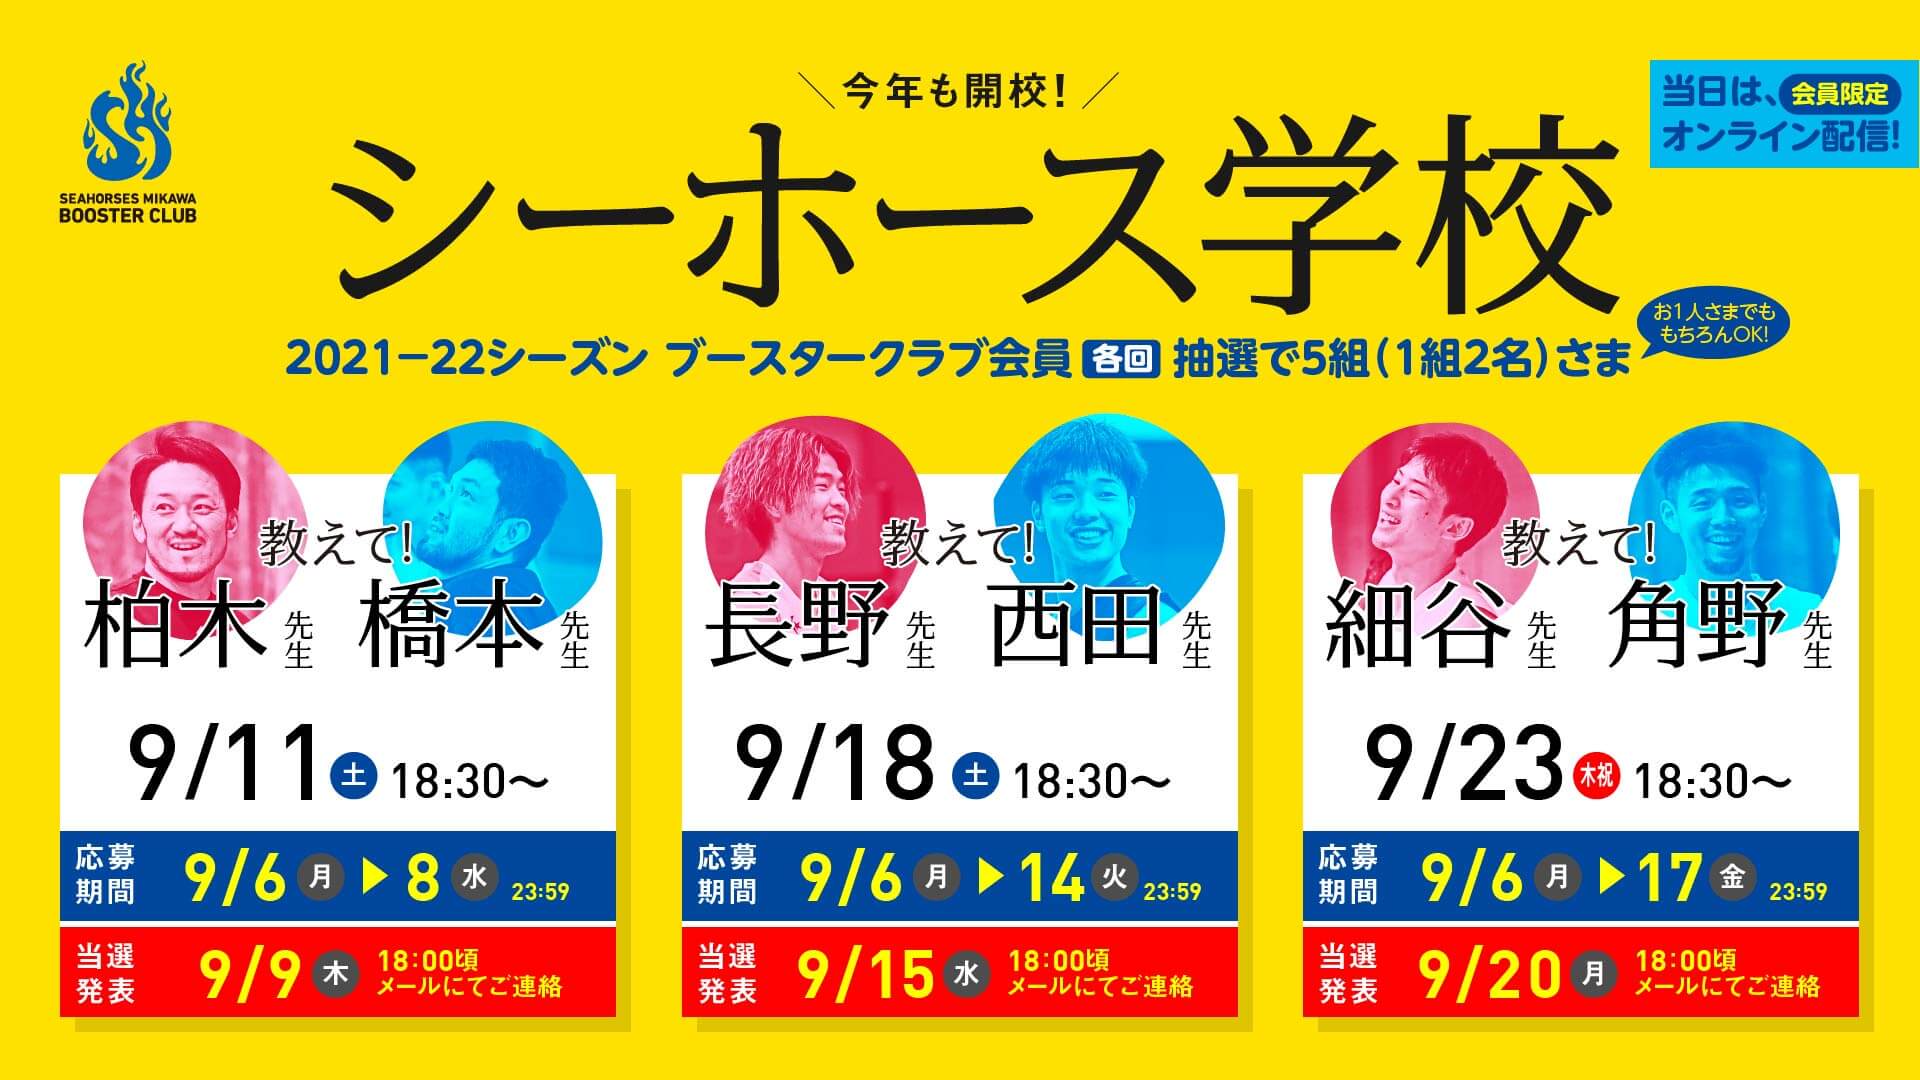 SEAHORSES MIKAWA
BOOSTER CLUB
今年も開校!
シーホース学校
当日は、会員限定
オンライン配信!
お1人さまでも
もちろんOK!
2021-22シーズン ブースタークラブ会員 各回 抽選で5組(1組2名)さま
教えて!
柏木先生 橋本先生
9/11 土 18:30〜
応募期間 9/6 月 ▶ 8 水 23:59
当選発表 9/9 木 18:00頃
メールにてご連絡
教えて!
長野先生 西田先生
9/18 土 18:30〜
応募期間 9/6 月 ▶ 14 火 23:59
当選発表 9/15 水 18:00頃
メールにてご連絡
教えて!
細谷先生 角野先生
9/23 木祝 18:30〜
応募期間 9/6 月 ▶ 17 金 23:59
当選発表 9/20 月 18:00頃
メールにてご連絡